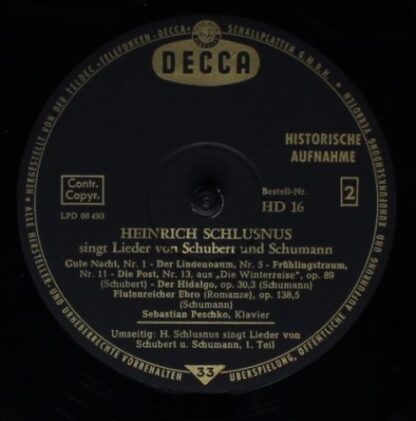 HERGESTELLT VON DER TELDEC „TELEFUNKEN-DECCA“ SCHALLPLATTEN G.M.B.H.
DECCA
HISTORISCHE
AUFNAHME
Contr.
Copyr.
LPD 68 493
Bestell-Nr.
HD 16
2
HEINRICH SCHLUSNUS
singt Lieder von Schubert und Schumann
Gute Nacht, Nr. 1 - Der Lindenbaum, Nr. 5 - Frühlingstraum,
Nr. 11 - Die Post, Nr. 13, aus „Die Winterreise", op. 89
(Schubert) - Der Hidalgo, op. 30,3 (Schumann)
Flutenreicher Ebro (Romanze), op. 138,5
(Schumann)
Sebastian Peschko, Klavier
Umseitig: H. Schlusnus singt Lieder von
Schubert u. Schumann, 1. Teil
33
ALLE HERSTELLER- UND URHEBERRECHTE VORBEHALTEN
ÜBERSPIELUNG, ÖFFENTLICHE AUFFÜHRUNG UND RUNDFUNKSENDUNG VERBOTEN